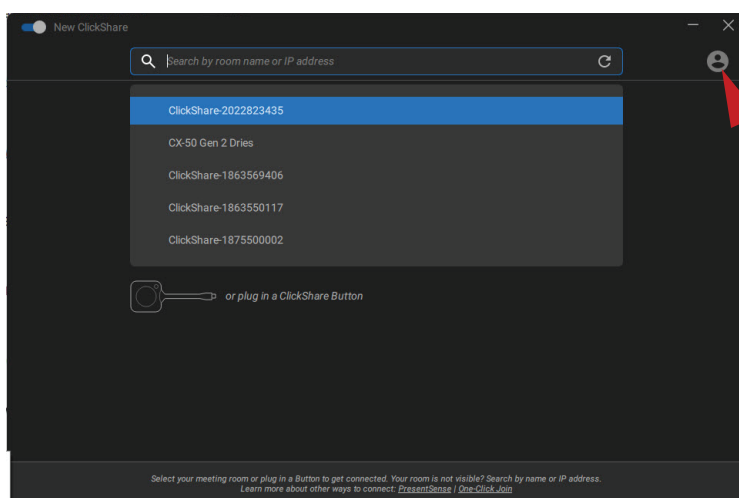 New ClickShare
Search by room name or IP address
ClickShare-2022823435
CX-50 Gen 2 Dries
ClickShare-1863569406
ClickShare-1863550117
ClickShare-1875500002
or plug in a ClickShare Button
Select your meeting room or plug in a Button to get connected. Your room is not visible? Search by name or IP address.
Learn more about other ways to connect: PresentSense | One-Click Join